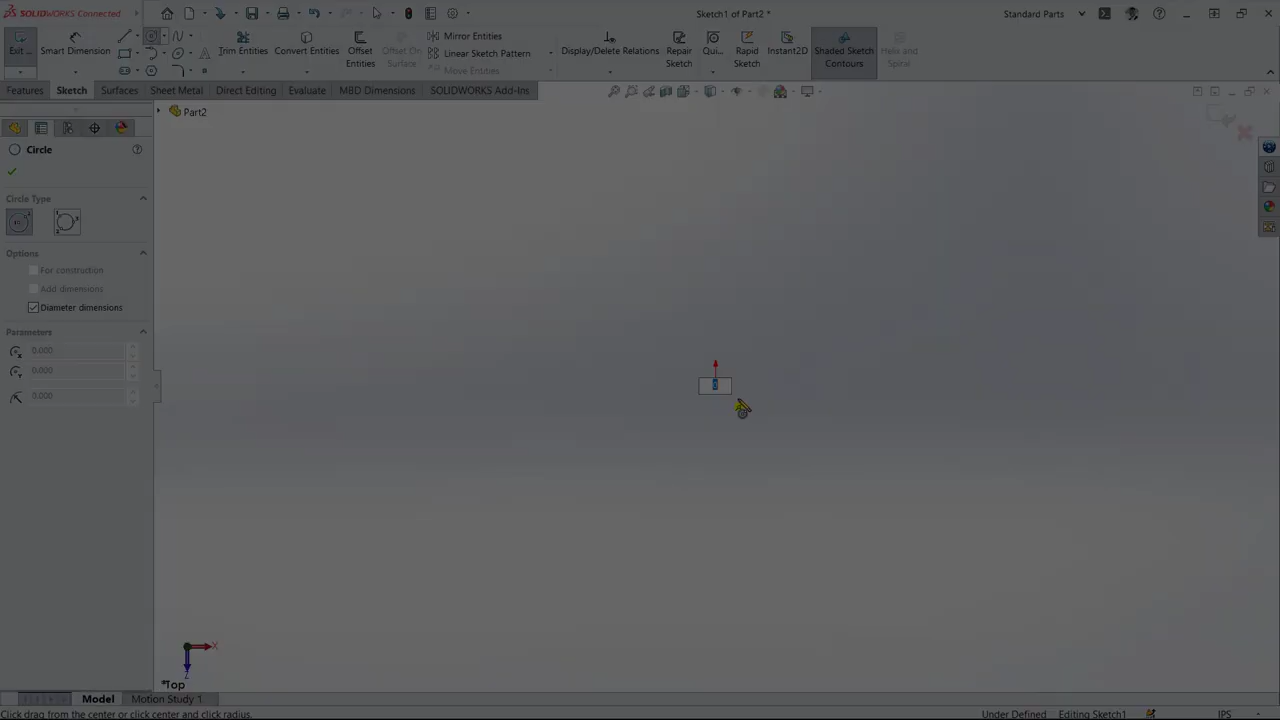 SOLIDWORKS Connected
Sketch1 of Part2 *
Standard Parts
Exit ...
Smart Dimension
Trim Entities
Convert Entities
Offset Entities
Offset On Surface
Mirror Entities
Linear Sketch Pattern
Move Entities
Display/Delete Relations
Repair Sketch
Qui...
Rapid Sketch
Instant2D
Shaded Sketch Contours
Helix and Spiral
Features
Sketch
Surfaces
Sheet Metal
Direct Editing
Evaluate
MBD Dimensions
SOLIDWORKS Add-Ins
Part2
Circle
Circle Type
Options
For construction
Add dimensions
Diameter dimensions
Parameters
0.000
0.000
0.000
X
Z
*Top
Model
Motion Study 1
Click drag from the center or click center and click radius.
Under Defined
Editing Sketch1
IPS